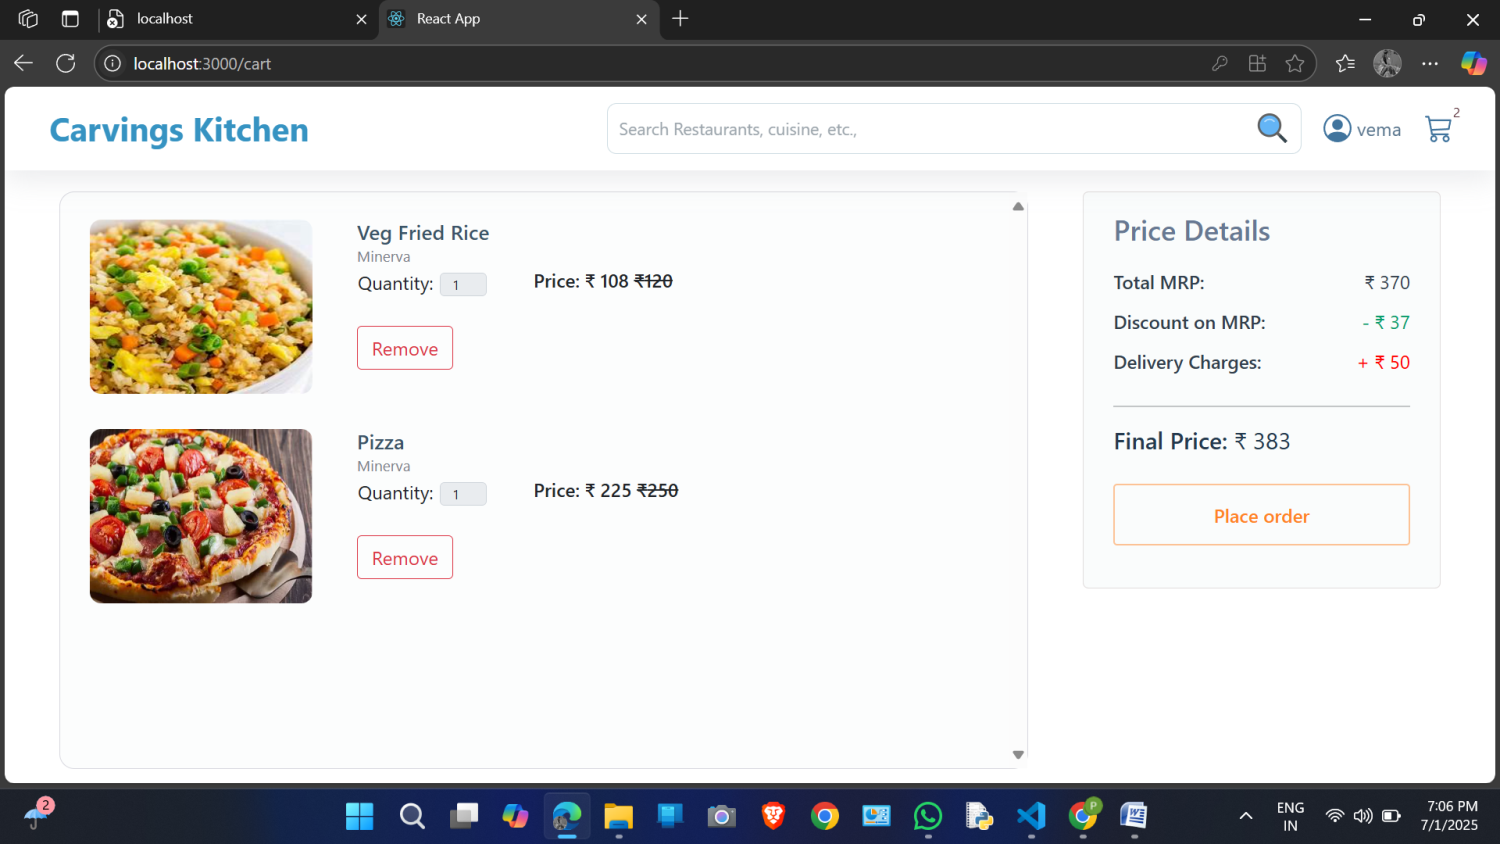 localhost
React App
localhost:3000/cart
Carvings Kitchen
Search Restaurants, cuisine, etc.,
vema
2
Veg Fried Rice
Minerva
Quantity: 1
Price: ₹ 108 ₹120
Remove
Pizza
Minerva
Quantity: 1
Price: ₹ 225 ₹250
Remove
Price Details
Total MRP: ₹ 370
Discount on MRP: - ₹ 37
Delivery Charges: + ₹ 50
Final Price: ₹ 383
Place order
2
P
ENG
IN
7:06 PM
7/1/2025